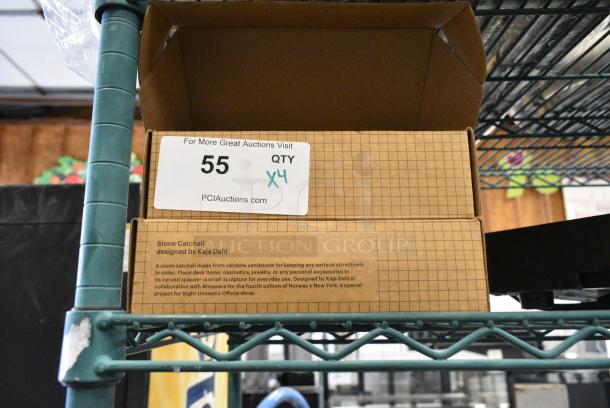 For More Great Auctions Visit
55
QTY
X4
PCIAuctions.com
PCI
AUCTION GROUP
Stone Catchall
designed by Kaja Dahl
A stone catchall made from rainbow sandstone for keeping any surface attractively
in order. Place desk items, cosmetics, jewelry, or any personal accessories in
its carved spaces—a small sculpture for everyday use. Designed by Kaja Dahl in
collaboration with Areaware for the fourth edition of Norway x New York, a special
project for Sight Unseen's Offsite show.